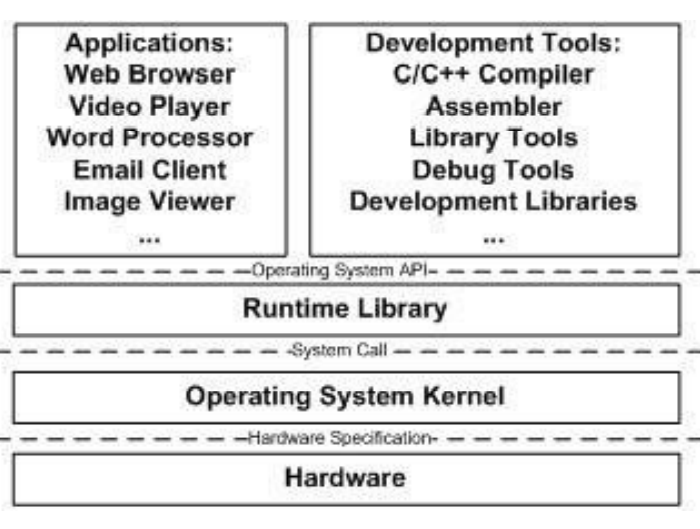 Applications:
Web Browser
Video Player
Word Processor
Email Client
Image Viewer
...
Development Tools:
C/C++ Compiler
Assembler
Library Tools
Debug Tools
Development Libraries
...
Operating System API
Runtime Library
System Call
Operating System Kernel
Hardware Specification
Hardware